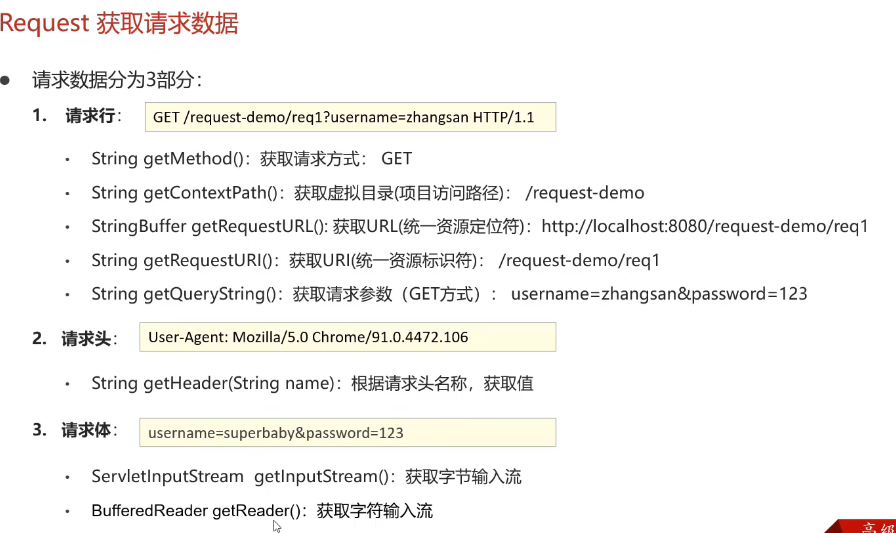 Request 获取请求数据
请求数据分为3部分：
1. 请求行： GET /request-demo/req1?username=zhangsan HTTP/1.1
String getMethod()：获取请求方式： GET
String getContextPath()：获取虚拟目录(项目访问路径)： /request-demo
StringBuffer getRequestURL(): 获取URL(统一资源定位符)：http://localhost:8080/request-demo/req1
String getRequestURI()：获取URI(统一资源标识符)： /request-demo/req1
String getQueryString()：获取请求参数（GET方式）： username=zhangsan&password=123
2. 请求头： User-Agent: Mozilla/5.0 Chrome/91.0.4472.106
String getHeader(String name)：根据请求头名称，获取值
3. 请求体： username=superbaby&password=123
ServletInputStream getInputStream()：获取字节输入流
BufferedReader getReader()：获取字符输入流
高级